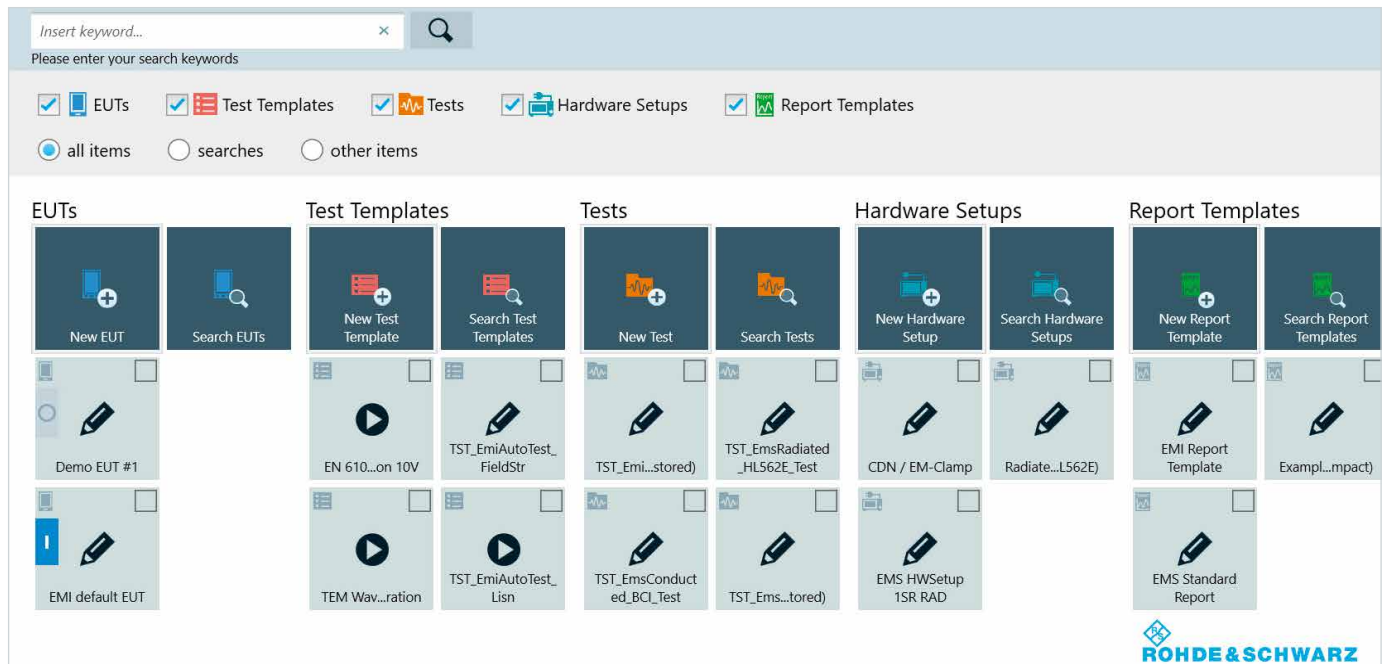 Insert keyword...
Please enter your search keywords
EUTs
Test Templates
Tests
Hardware Setups
Report Templates
all items
searches
other items
EUTs
Test Templates
Tests
Hardware Setups
Report Templates
New EUT
Search EUTs
New Test
Template
Search Test
Templates
New Test
Search Tests
New Hardware
Setup
Search Hardware
Setups
New Report
Template
Search Report
Templates
Demo EUT #1
EN 610...on 10V
TST_EmiAutoTest_
FieldStr
TST_Emi...stored)
TST_EmsRadiated
_HL562E_Test
CDN / EM-Clamp
Radiate...L562E)
EMI Report
Template
Exampl...mpact)
EMI default EUT
TEM Wav...ration
TST_EmiAutoTest_
Lisn
TST_EmsConduct
ed_BCI_Test
TST_Ems...tored)
EMS HWSetup
1SR RAD
EMS Standard
Report
ROHDE&SCHWARZ